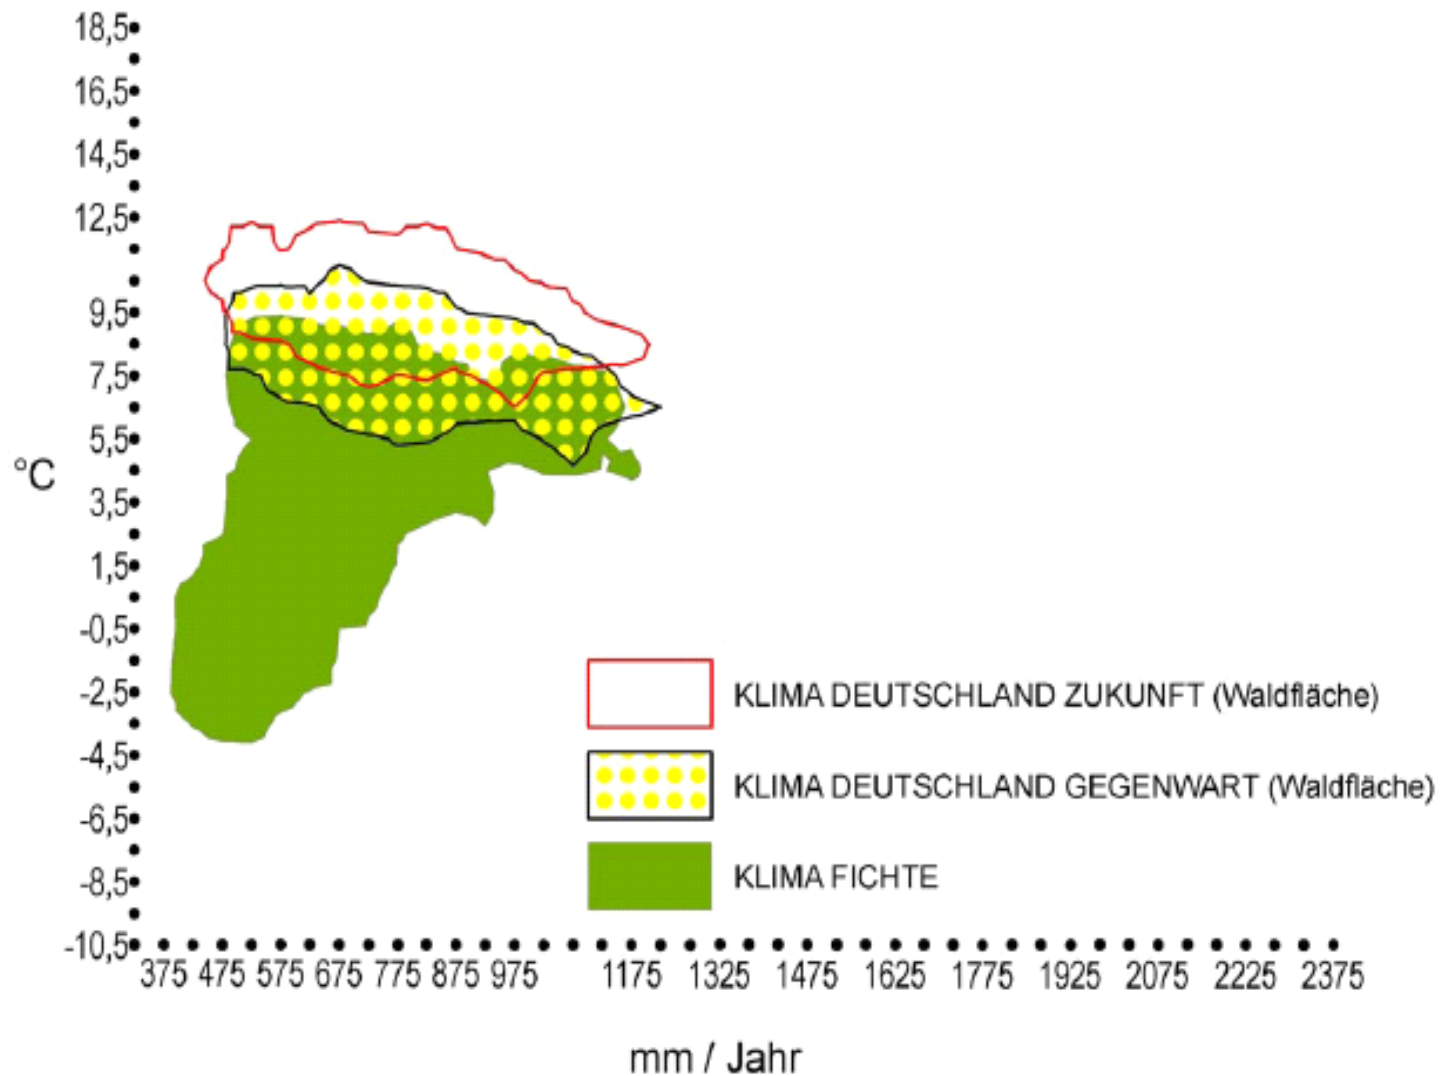 18,5
16,5
14,5
12,5
9,5
7,5
5,5
°C
3,5
1,5
-0,5
-2,5
-4,5
-6,5
-8,5
-10,5
KLIMA DEUTSCHLAND ZUKUNFT (Waldfläche)
KLIMA DEUTSCHLAND GEGENWART (Waldfläche)
KLIMA FICHTE
375 475 575 675 775 875 975 1175 1325 1475 1625 1775 1925 2075 2225 2375
mm / Jahr